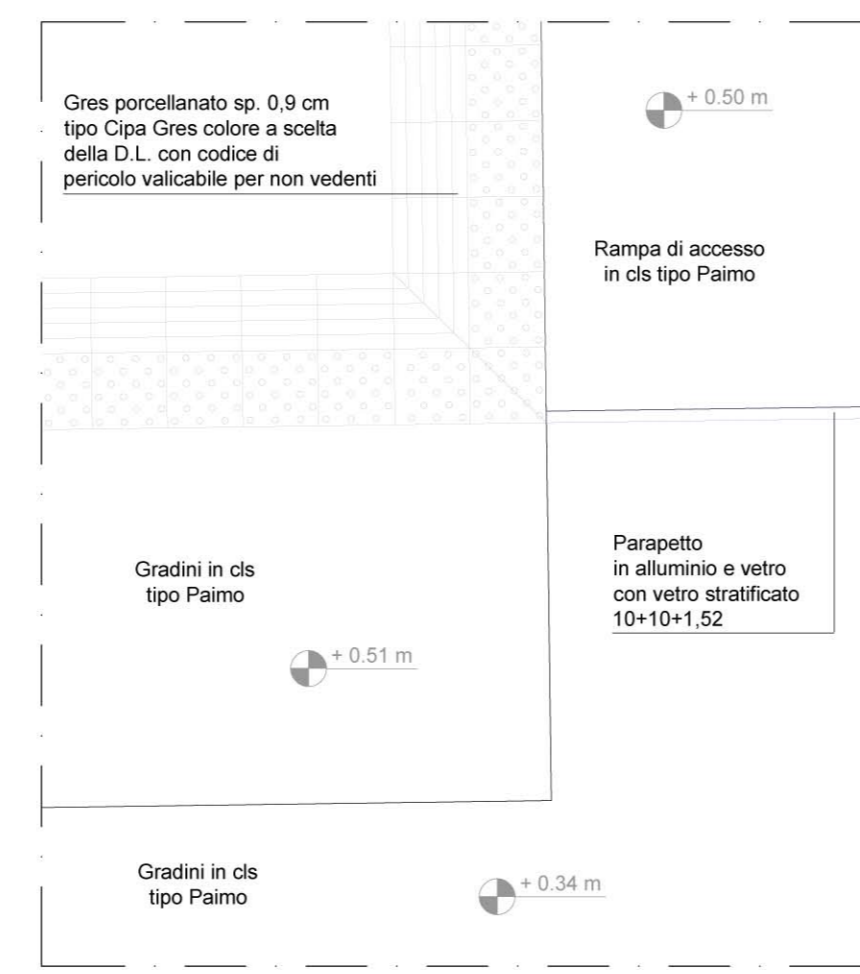 Gres porcellanato sp. 0,9 cm
tipo Cipa Gres colore a scelta
della D.L. con codice di
pericolo valicabile per non vedenti
+ 0.50 m
Rampa di accesso
in cls tipo Paimo
Gradini in cls
tipo Paimo
+ 0.51 m
Parapetto
in alluminio e vetro
con vetro stratificato
10+10+1,52
Gradini in cls
tipo Paimo
+ 0.34 m